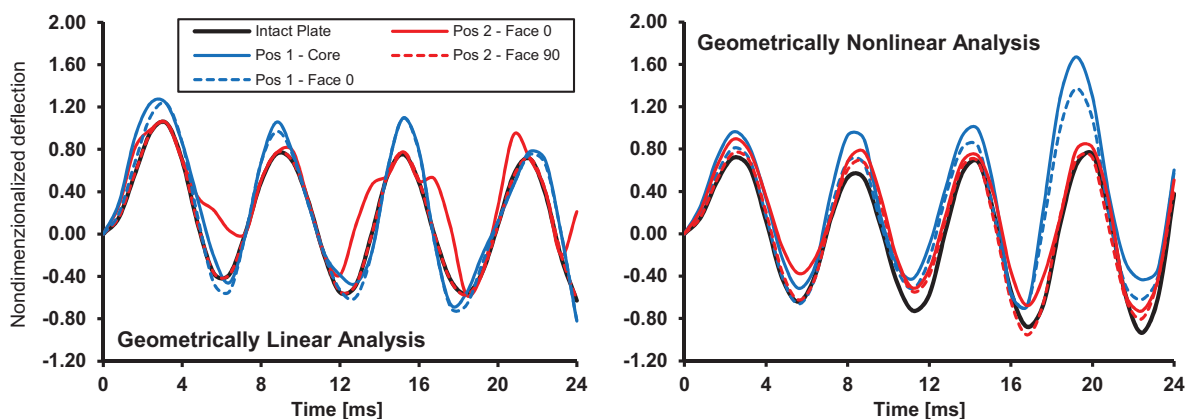 Nondimenzionalized deflection
2.00
1.60
1.20
0.80
0.40
0.00
-0.40
-0.80
-1.20
Intact Plate
Pos 2 - Face 0
Pos 1 - Core
Pos 2 - Face 90
Pos 1 - Face 0
Geometrically Linear Analysis
0 4 8 12 16 20 24
Time [ms]
2.00
1.60
1.20
0.80
0.40
0.00
-0.40
-0.80
-1.20
Geometrically Nonlinear Analysis
0 4 8 12 16 20 24
Time [ms]